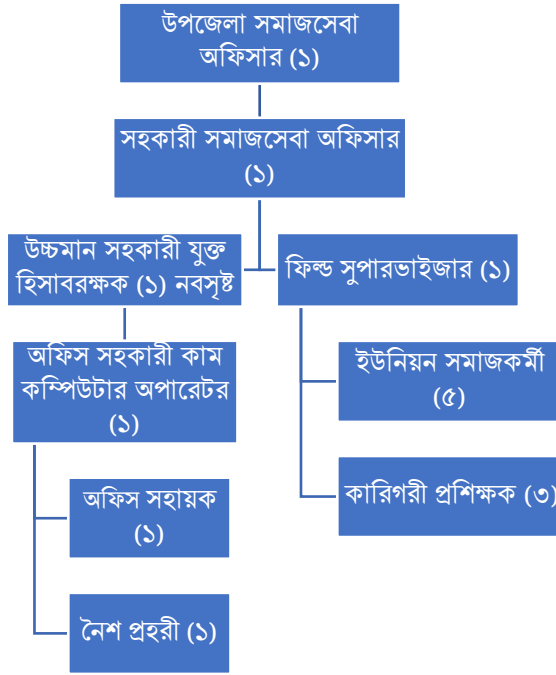 উপজেলা সমাজসেবা
অফিসার (১)
সহকারী সমাজসেবা অফিসার
(১)
উচ্চমান সহকারী যুক্ত
হিসাবরক্ষক (১) নবসৃষ্ট
ফিল্ড সুপারভাইজার (১)
অফিস সহকারী কাম
কম্পিউটার অপারেটর
(১)
ইউনিয়ন সমাজকর্মী
(৫)
অফিস সহায়ক
(১)
কারিগরী প্রশিক্ষক (৩)
নৈশ প্রহরী (১)